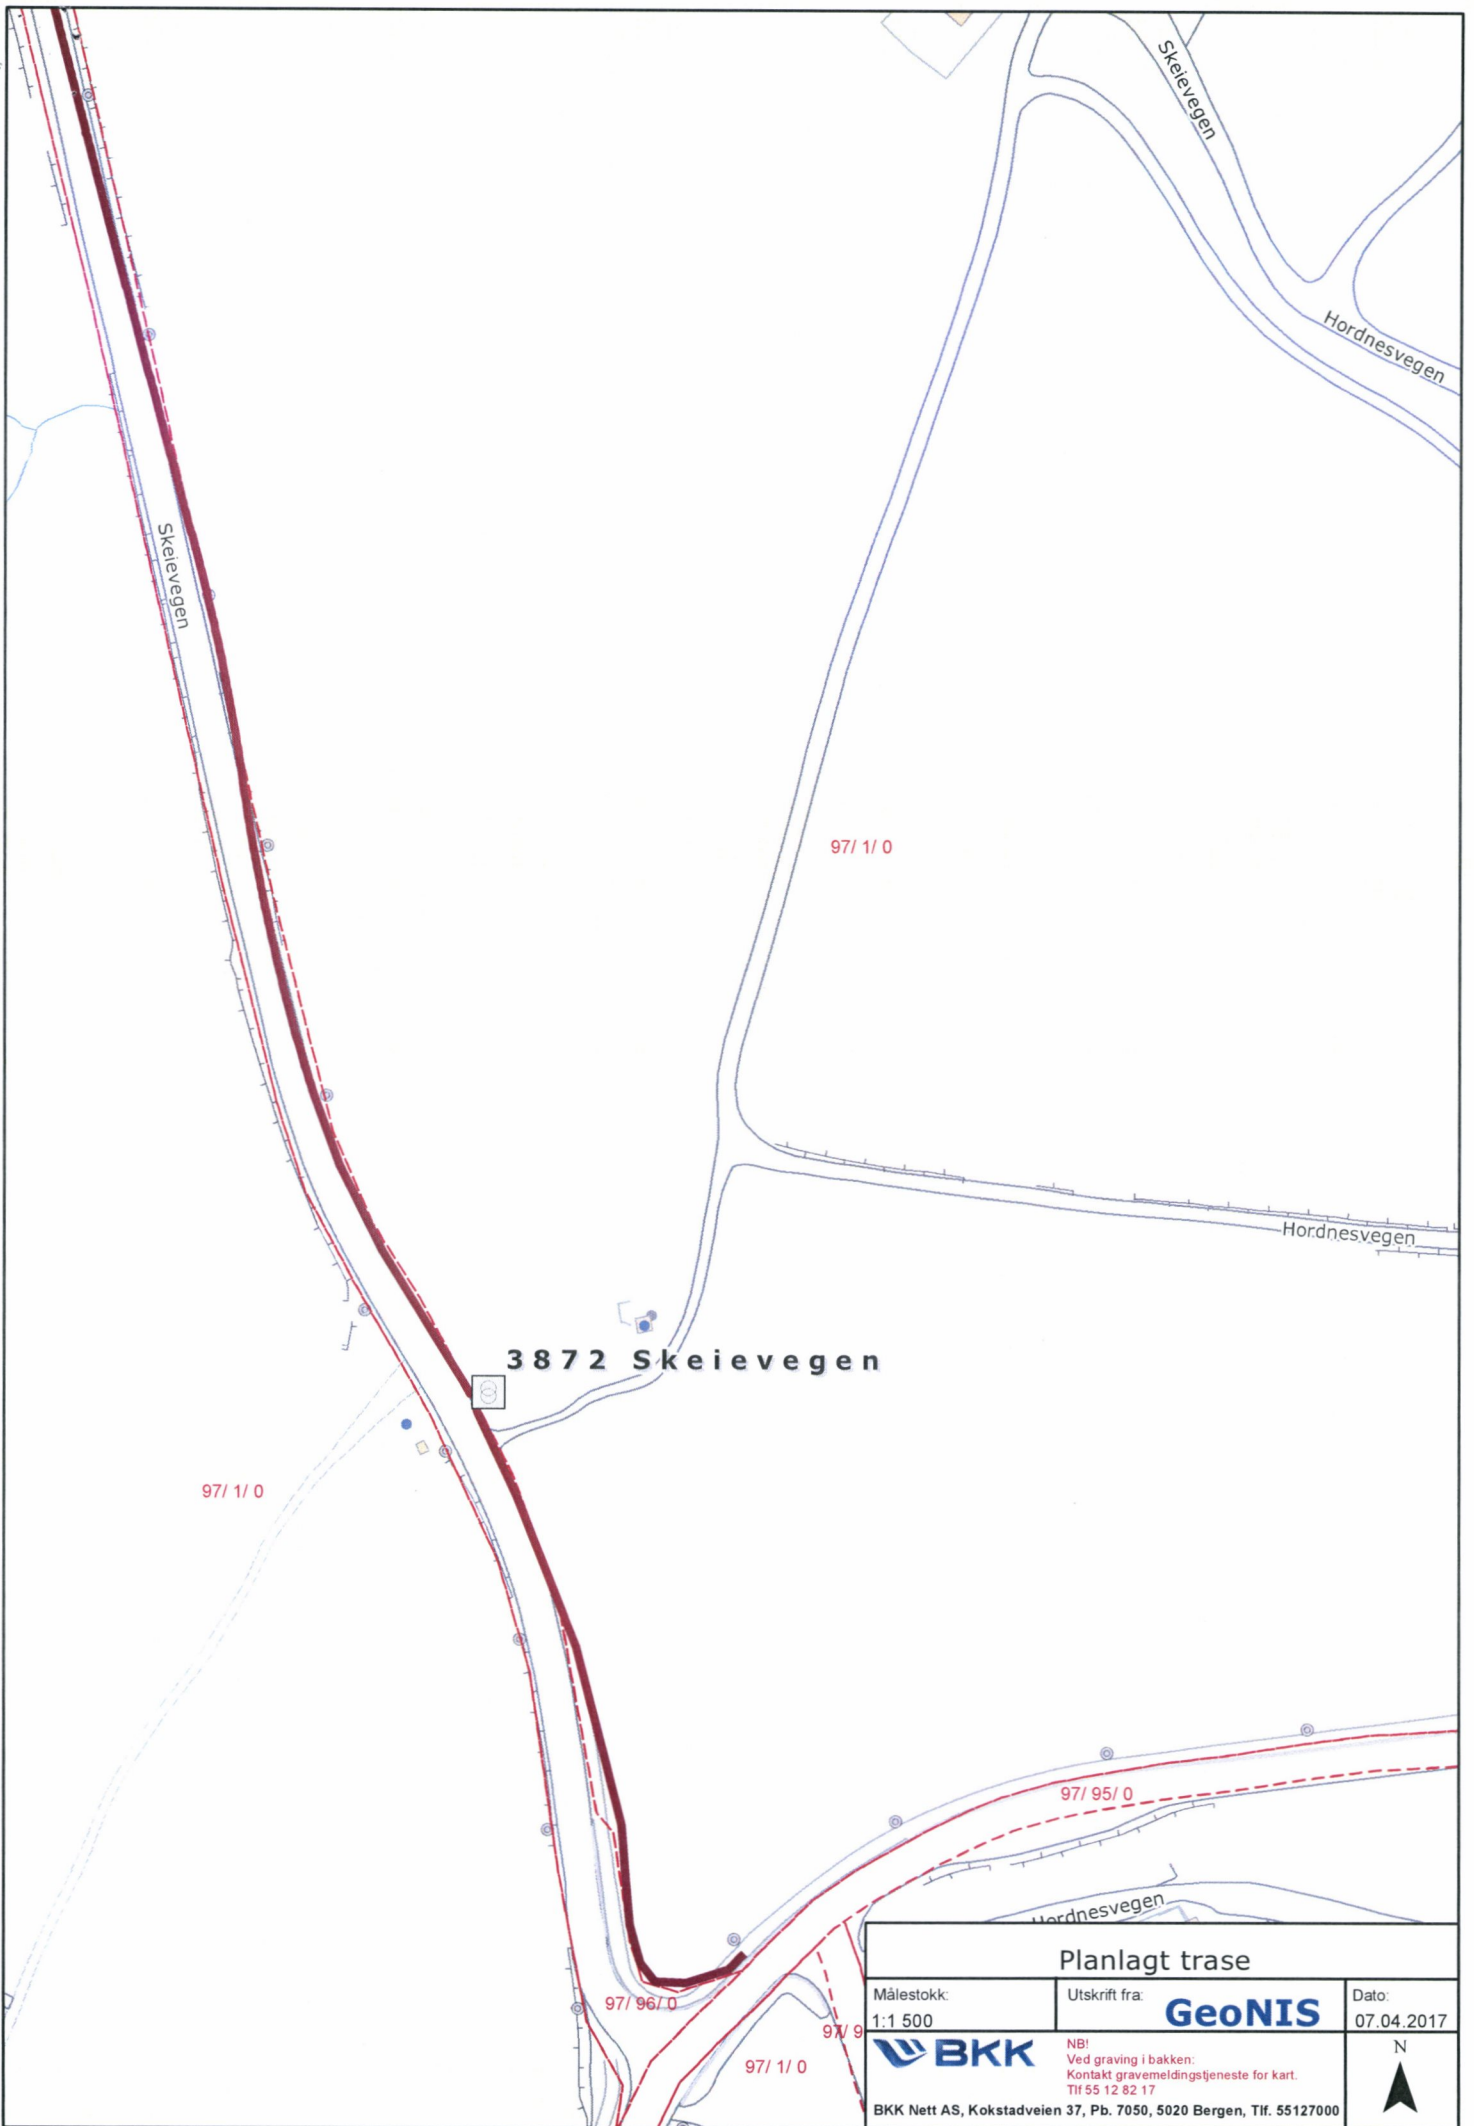 Skeievegen
Hordnesvegen
Skeievegen
97/ 1/ 0
Hordnesvegen
3872 Skeievegen
97/ 1/ 0
97/ 95/ 0
Hordnesvegen
97/ 96/ 0
97/ 9
97/ 1/ 0
Planlagt trase
Målestokk:
1:1 500
Utskrift fra:
GeoNIS
Dato:
07.04.2017
BKK
NB!
Ved graving i bakken:
Kontakt gravemeldingstjeneste for kart.
Tlf 55 12 82 17
N
BKK Nett AS, Kokstadveien 37, Pb. 7050, 5020 Bergen, Tlf. 55127000